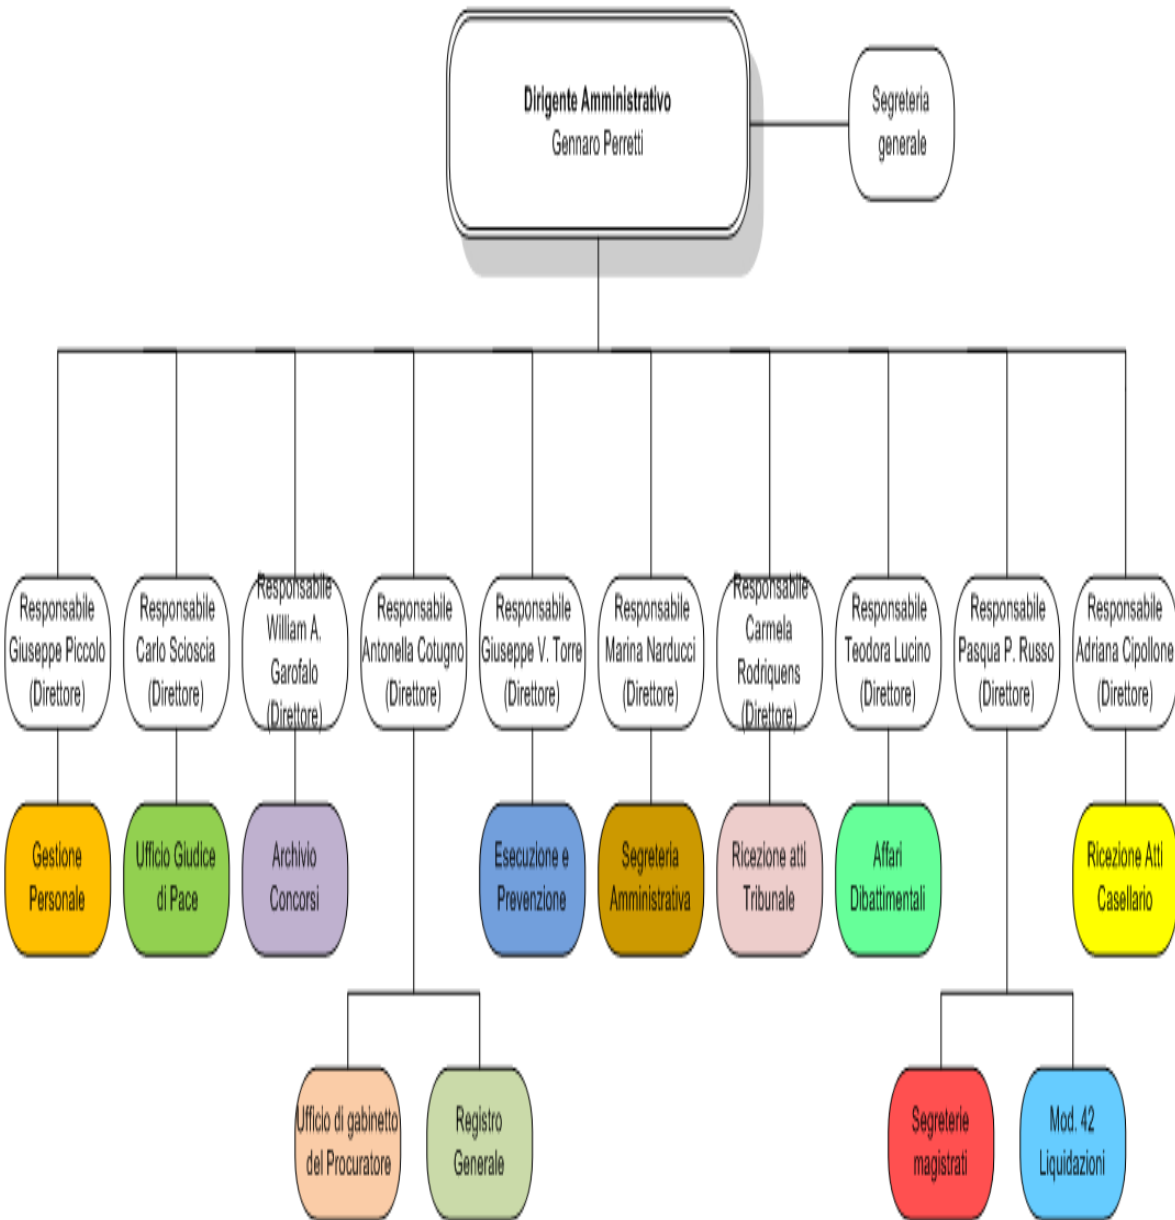 Dirigente Amministrativo
Gennaro Perretti
Segreteria
generale
Responsabile
Giuseppe Piccolo
(Direttore)
Responsabile
Carlo Scioscia
(Direttore)
Responsabile
William A.
Garofalo
(Direttore)
Responsabile
Antonella Cotugno
(Direttore)
Responsabile
Giuseppe V. Torre
(Direttore)
Responsabile
Marina Narducci
(Direttore)
Responsabile
Carmela
Rodriquens
(Direttore)
Responsabile
Teodora Lucino
(Direttore)
Responsabile
Pasqua P. Russo
(Direttore)
Responsabile
Adriana Cipollone
(Direttore)
Gestione
Personale
Ufficio Giudice
di Pace
Archivio
Concorsi
Esecuzione e
Prevenzione
Segreteria
Amministrativa
Ricezione atti
Tribunale
Affari
Dibattimentali
Ricezione Atti
Casellario
Ufficio di gabinetto
del Procuratore
Registro
Generale
Segreterie
magistrati
Mod. 42
Liquidazioni